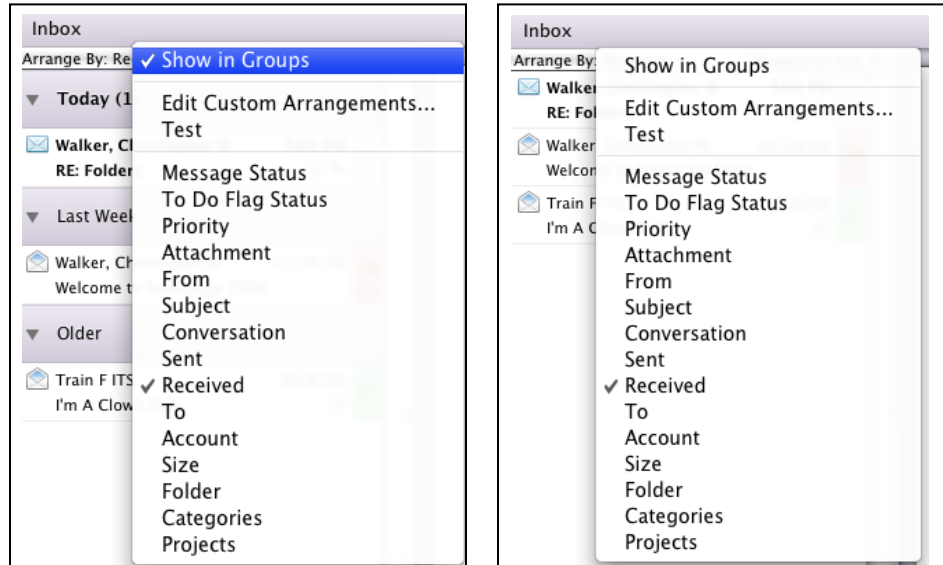 Inbox
Arrange By: Re
✓ Show in Groups
Today (1
Edit Custom Arrangements...
Test
Walker, Ch
RE: Folder
Message Status
To Do Flag Status
Last Week
Priority
Attachment
Walker, Ch
From
Welcome t
Subject
Older
Conversation
Sent
Train F ITS
✓ Received
I'm A Clow
To
Account
Size
Folder
Categories
Projects
Inbox
Arrange By:
Show in Groups
Walker
RE: Fol
Edit Custom Arrangements...
Test
Walker
Welcom
Message Status
To Do Flag Status
Train F
Priority
I'm A C
Attachment
From
Subject
Conversation
Sent
✓ Received
To
Account
Size
Folder
Categories
Projects